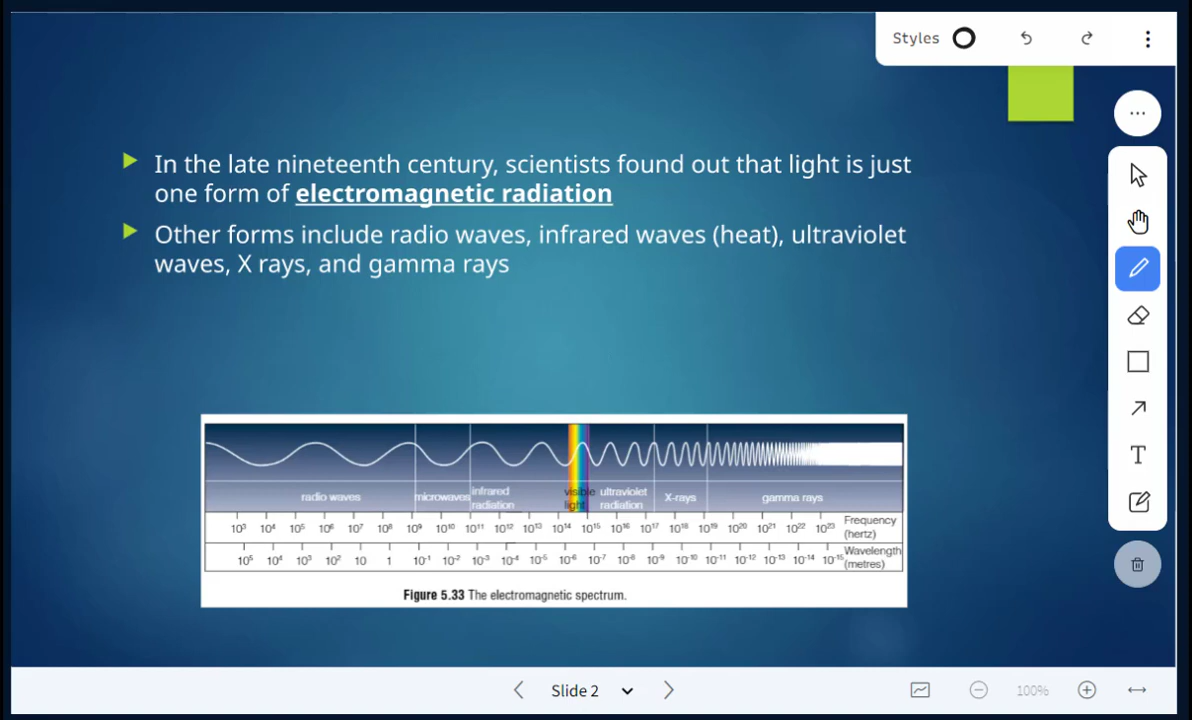 Styles
In the late nineteenth century, scientists found out that light is just
one form of electromagnetic radiation
Other forms include radio waves, infrared waves (heat), ultraviolet
waves, X rays, and gamma rays
radio waves microwaves infrared radiation visible light ultraviolet radiation X-rays gamma rays
10³ 10⁴ 10⁵ 10⁶ 10⁷ 10⁸ 10⁹ 10¹⁰ 10¹¹ 10¹² 10¹³ 10¹⁴ 10¹⁵ 10¹⁶ 10¹⁷ 10¹⁸ 10¹⁹ 10²⁰ 10²¹ 10²² 10²³ Frequency (hertz)
10⁵ 10⁴ 10³ 10² 10 1 10⁻¹ 10⁻² 10⁻³ 10⁻⁴ 10⁻⁵ 10⁻⁶ 10⁻⁷ 10⁻⁸ 10⁻⁹ 10⁻¹⁰ 10⁻¹¹ 10⁻¹² 10⁻¹³ 10⁻¹⁴ 10⁻¹⁵ Wavelength (metres)
Figure 5.33 The electromagnetic spectrum.
Slide 2
100%